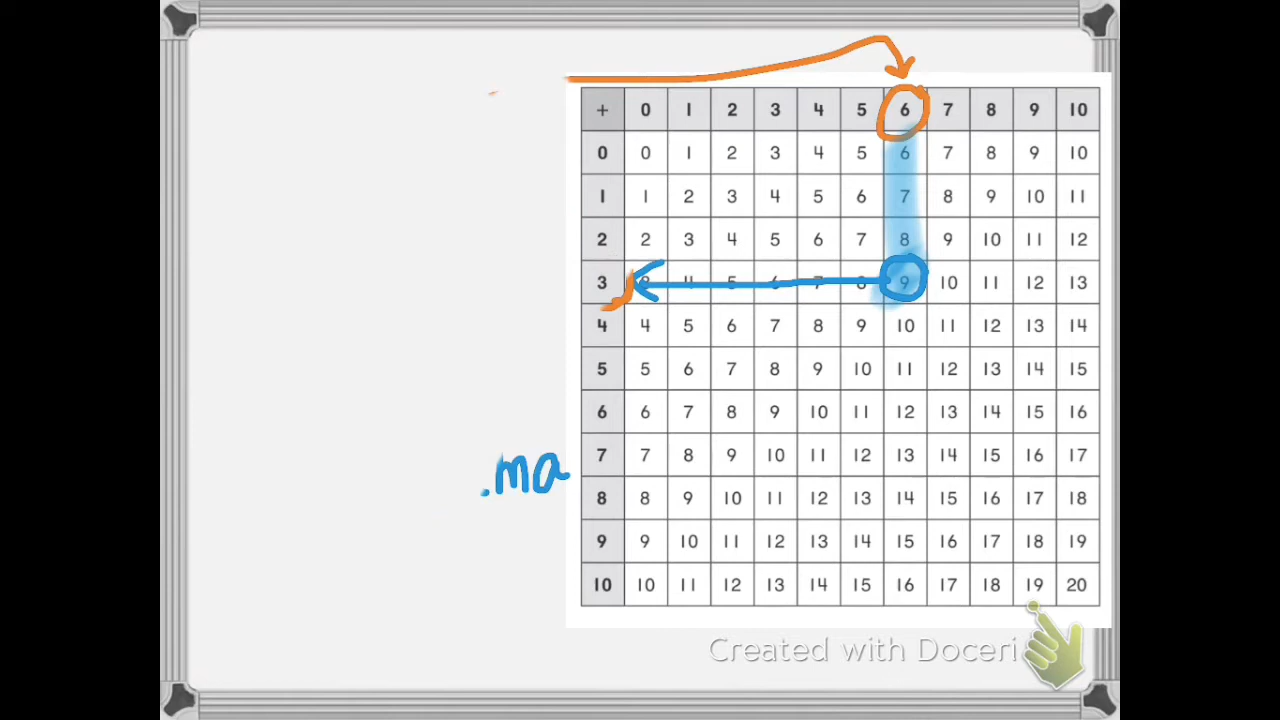 + 0 1 2 3 4 5 6 7 8 9 10
0 0 1 2 3 4 5 6 7 8 9 10
1 1 2 3 4 5 6 7 8 9 10 11
2 2 3 4 5 6 7 8 9 10 11 12
3 3 4 5 6 7 8 9 10 11 12 13
4 4 5 6 7 8 9 10 11 12 13 14
5 5 6 7 8 9 10 11 12 13 14 15
6 6 7 8 9 10 11 12 13 14 15 16
.ma
7 7 8 9 10 11 12 13 14 15 16 17
8 8 9 10 11 12 13 14 15 16 17 18
9 9 10 11 12 13 14 15 16 17 18 19
10 10 11 12 13 14 15 16 17 18 19 20
Created with Doceri